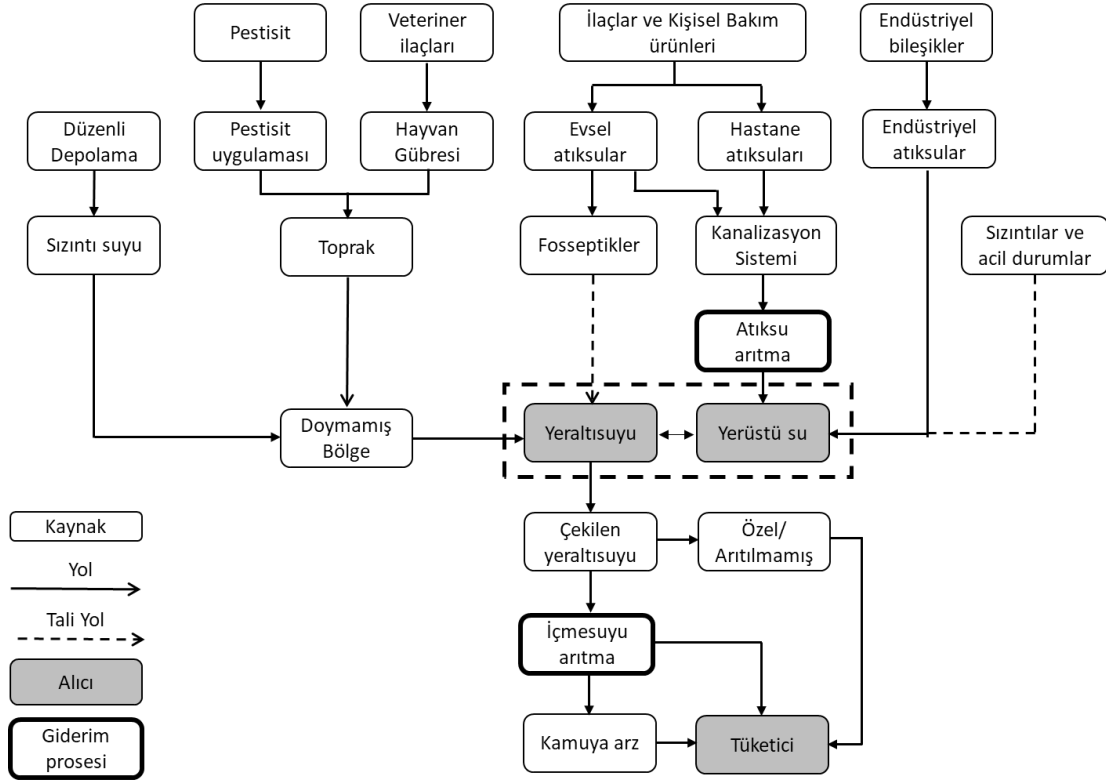 Pestisit
Veteriner
ilaçları
İlaçlar ve Kişisel Bakım
ürünleri
Endüstriyel
bileşikler
Düzenli
Depolama
Pestisit
uygulaması
Hayvan
Gübresi
Evsel
atıksular
Hastane
atıksuları
Endüstriyel
atıksular
Sızıntı suyu
Toprak
Fosseptikler
Kanalizasyon
Sistemi
Sızıntılar ve
acil durumlar
Atıksu
arıtma
Doymamış
Bölge
Yeraltısuyu
Yerüstü su
Çekilen
yeraltısuyu
Özel/
Arıtılmamış
İçmesuyu
arıtma
Kamuya arz
Tüketici
Kaynak
Yol
Tali Yol
Alıcı
Giderim
prosesi